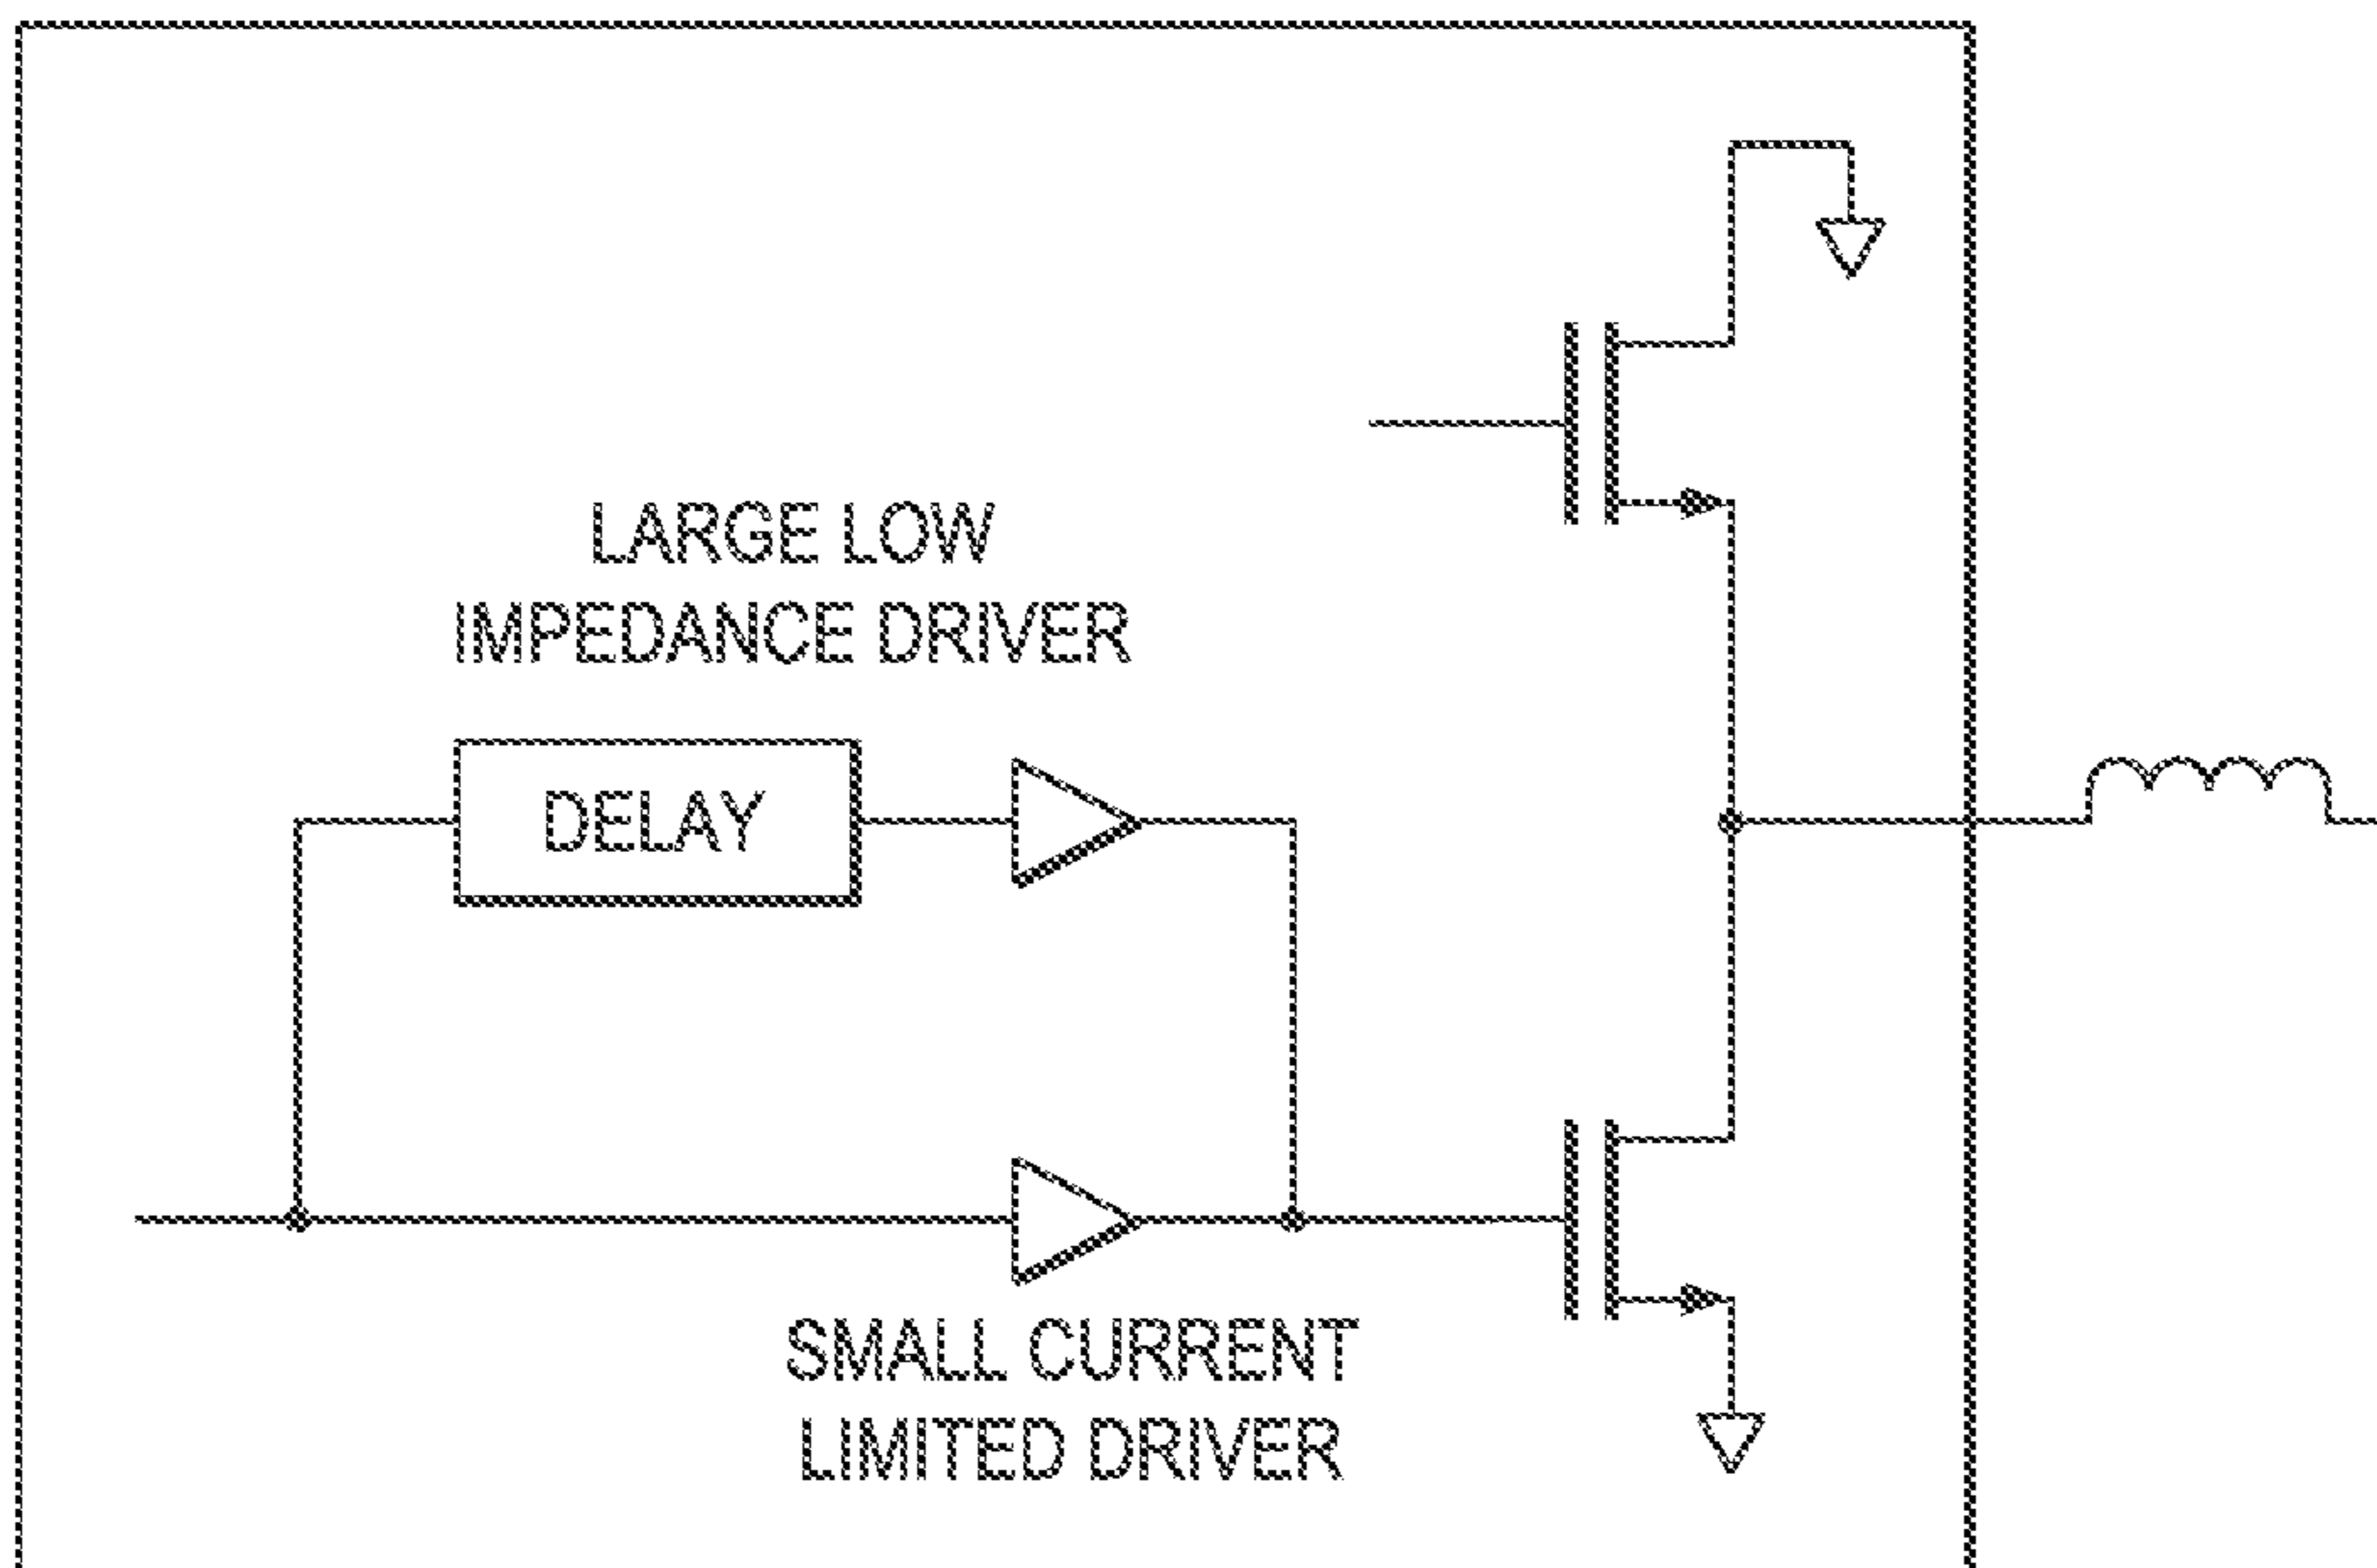 LARGE LOW
IMPEDANCE DRIVER
DELAY
SMALL CURRENT
LIMITED DRIVER